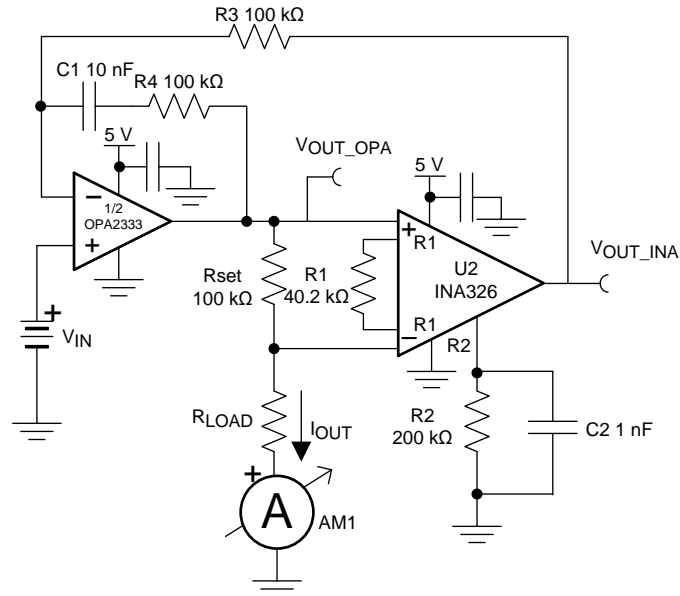 R3 100 kΩ
C1 10 nF
R4 100 kΩ
5 V
VOUT_OPA
5 V
–
1/2
OPA2333
+
+
R1
U2
INA326
VOUT_INA
Rset
100 kΩ
R1
40.2 kΩ
R1
–
R2
+
VIN
RLOAD
IOUT
R2
200 kΩ
C2 1 nF
+
A
AM1